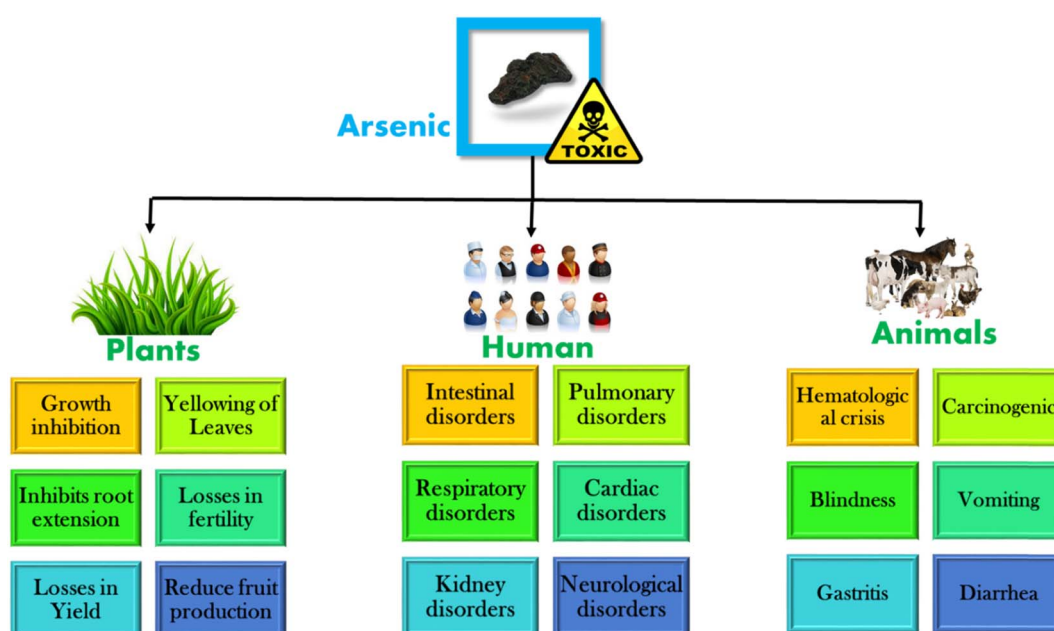 Arsenic
TOXIC
Plants
Human
Animals
Growth
inhibition
Yellowing of
Leaves
Inhibits root
extension
Losses in
fertility
Losses in
Yield
Reduce fruit
production
Intestinal
disorders
Pulmonary
disorders
Respiratory
disorders
Cardiac
disorders
Kidney
disorders
Neurological
disorders
Hematologic
al crisis
Carcinogenic
Blindness
Vomiting
Gastritis
Diarrhea